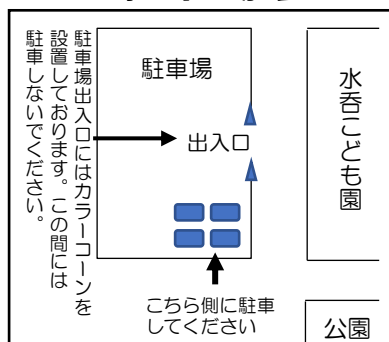 駐車場出入口にはカラーコーンを
設置しております。この間には
駐車しないでください。
駐車場
出入口
水呑こども園
こちら側に駐車
してください
公園